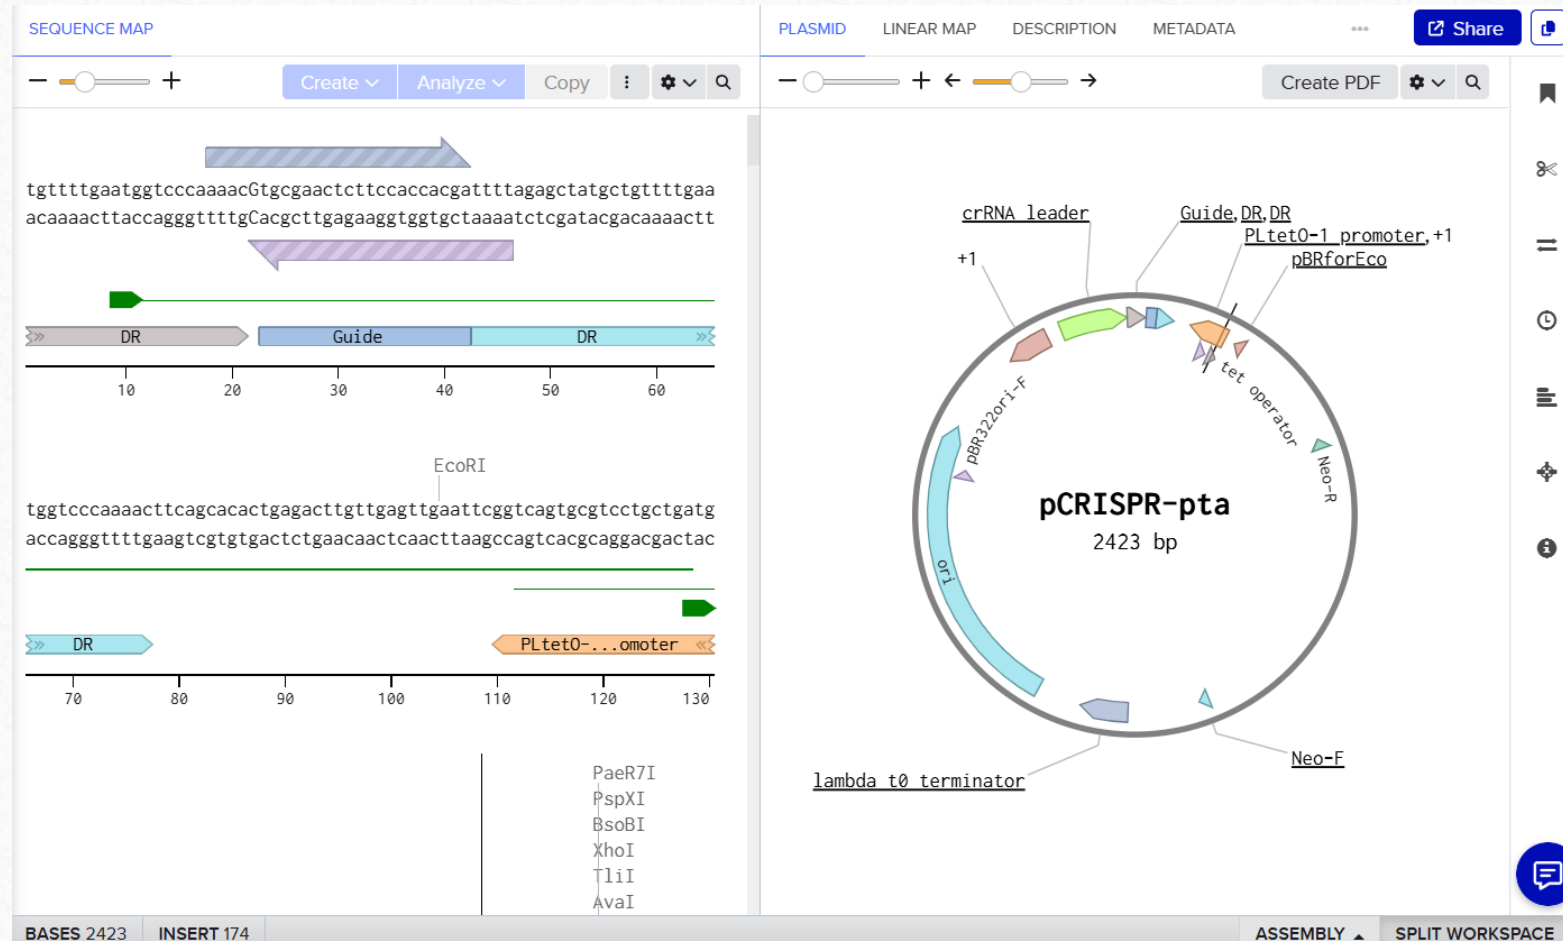 SEQUENCE MAP
Create
Analyze
Copy
tgttttgaatggtcccaaaacGtgcgaactcttccaccacgattttagagctatgctgttttgaa
acaaaacttaccagggttttgCacgcttgagaaggtggtgctaaaatctcgatacgacaaaactt
DR
Guide
DR
10
20
30
40
50
60
EcoRI
tggtcccaaaacttcagcacactgagacttgttgagttgaattcggtcagtgcgtcctgctgatg
accagggttttgaagtcgtgtgactctgaacaactcaacttaagccagtcacgcaggacgactac
DR
PLtetO-...omoter
70
80
90
100
110
120
130
PaeR7I
PspXI
BsoBI
XhoI
TliI
AvaI
BASES 2423
INSERT 174
PLASMID
LINEAR MAP
DESCRIPTION
METADATA
Share
Create PDF
crRNA leader
Guide, DR, DR
PLtetO-1 promoter, +1
+1
pBRforEco
pBR322ori-F
tet operator
Neo-R
pCRISPR-pta
2423 bp
ori
Neo-F
lambda t0 terminator
ASSEMBLY
SPLIT WORKSPACE